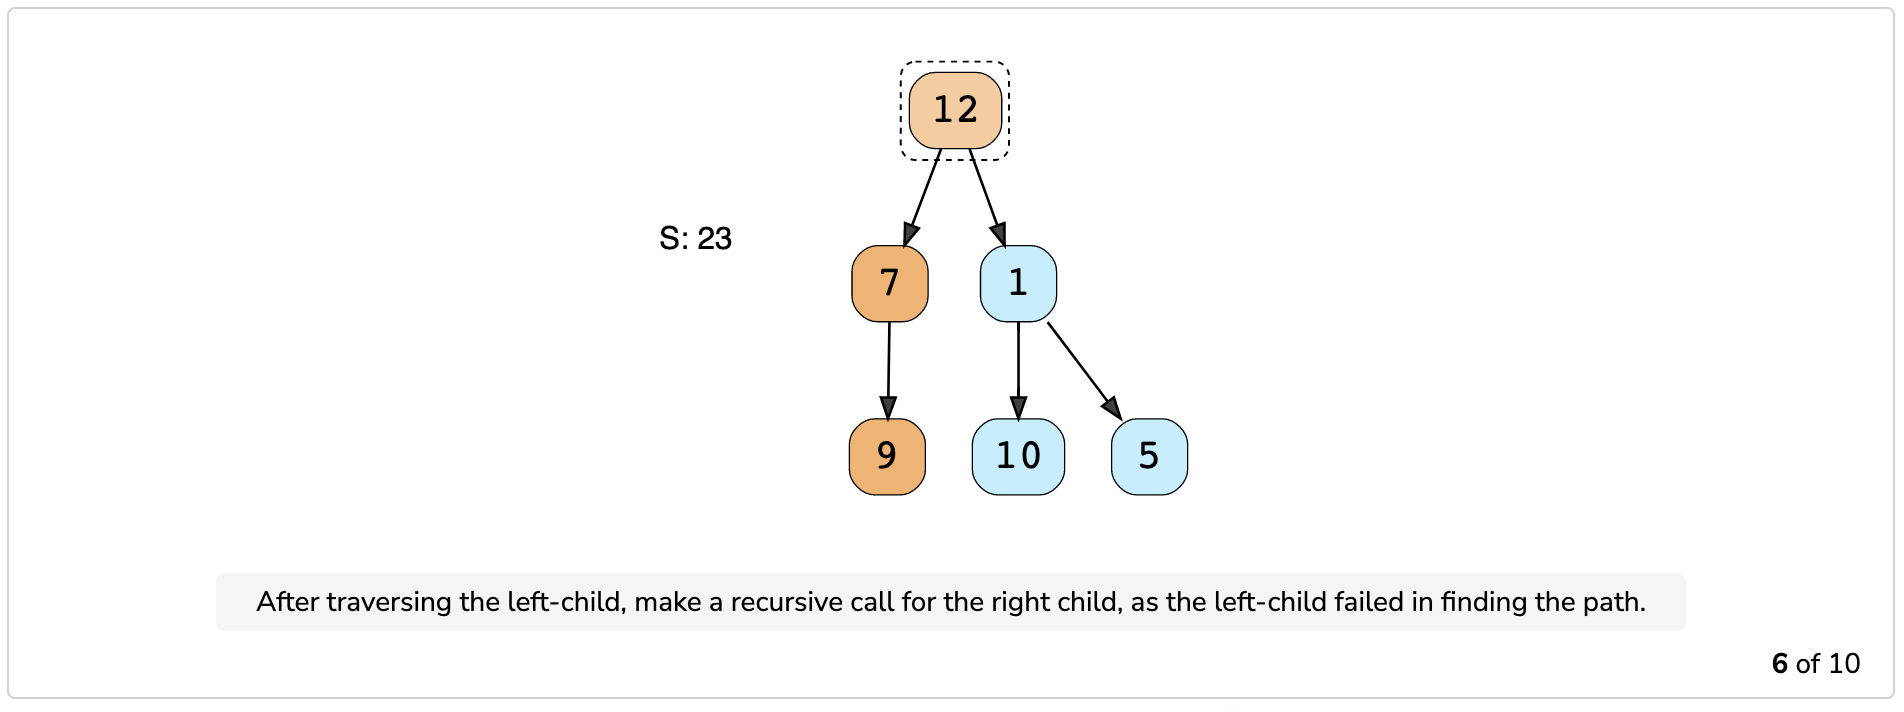 12
S: 23
7 1
9 10 5
After traversing the left-child, make a recursive call for the right child, as the left-child failed in finding the path.
6 of 10